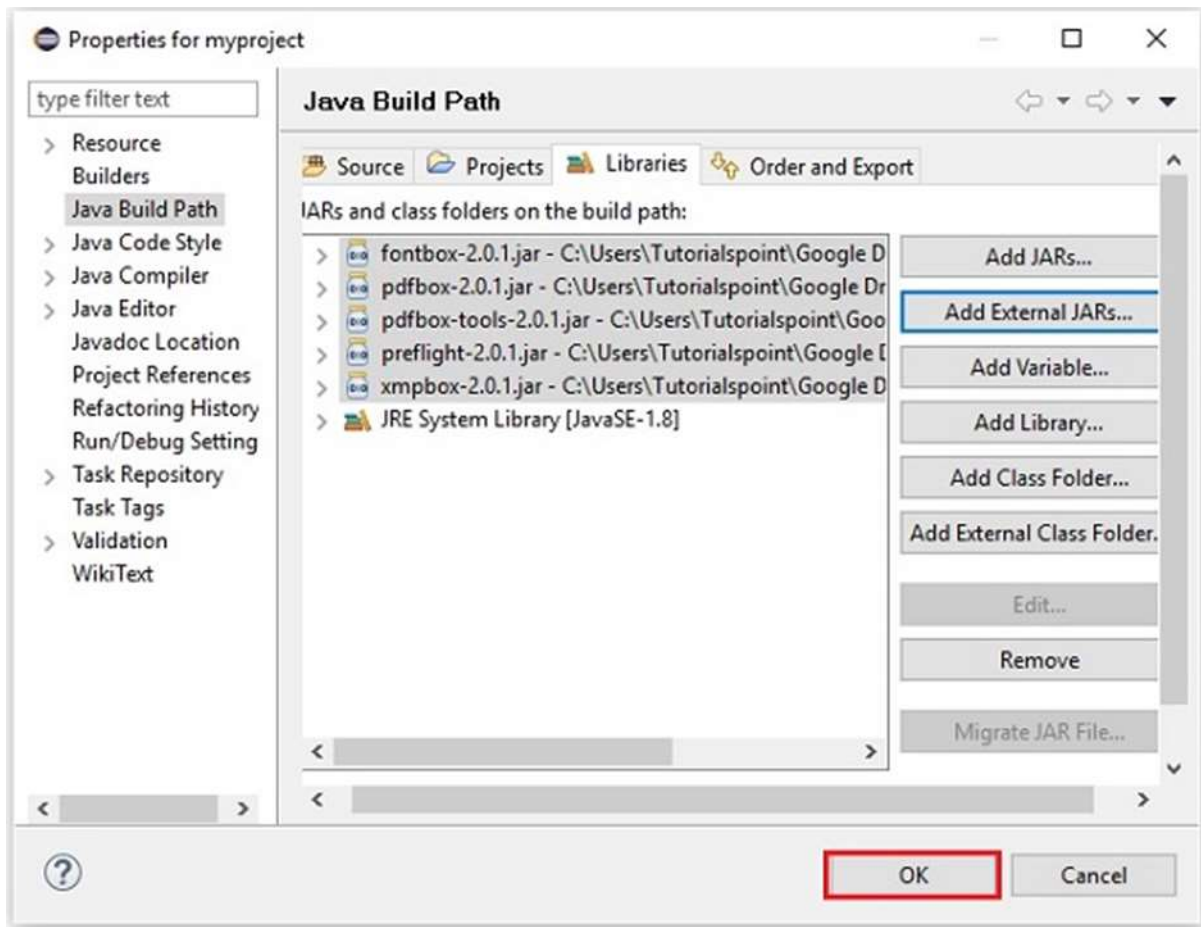 Properties for myproject
type filter text
Resource
Builders
Java Build Path
Java Code Style
Java Compiler
Java Editor
Javadoc Location
Project References
Refactoring History
Run/Debug Setting
Task Repository
Task Tags
Validation
WikiText
Java Build Path
Source Projects Libraries Order and Export
JARs and class folders on the build path:
fontbox-2.0.1.jar - C:\Users\Tutorialspoint\Google D
pdfbox-2.0.1.jar - C:\Users\Tutorialspoint\Google Dr
pdfbox-tools-2.0.1.jar - C:\Users\Tutorialspoint\Goo
preflight-2.0.1.jar - C:\Users\Tutorialspoint\Google D
xmpbox-2.0.1.jar - C:\Users\Tutorialspoint\Google D
JRE System Library [JavaSE-1.8]
Add JARs...
Add External JARs...
Add Variable...
Add Library...
Add Class Folder...
Add External Class Folder.
Edit...
Remove
Migrate JAR File...
?
OK
Cancel